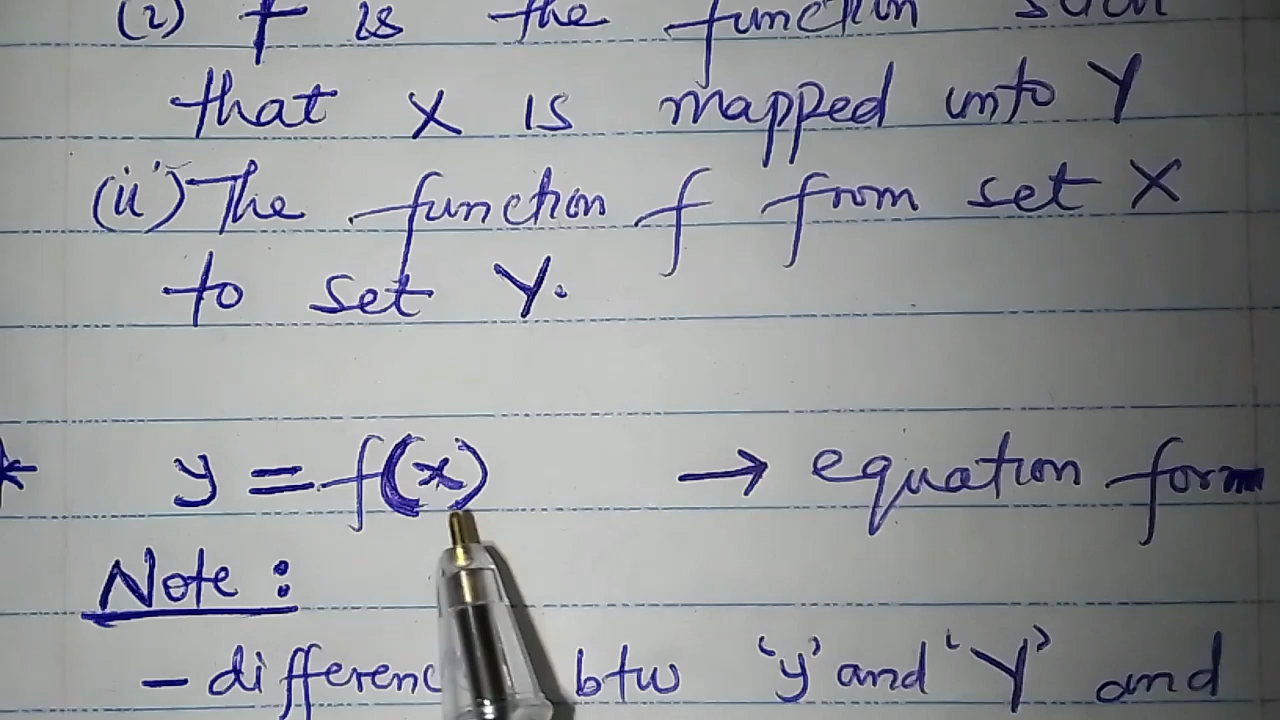 (i) f is the function such
that X is mapped unto Y
(ii) The function f from set X
to set Y.
* y = f(x) → equation form
Note :
- differenc btw 'y' and 'Y' and